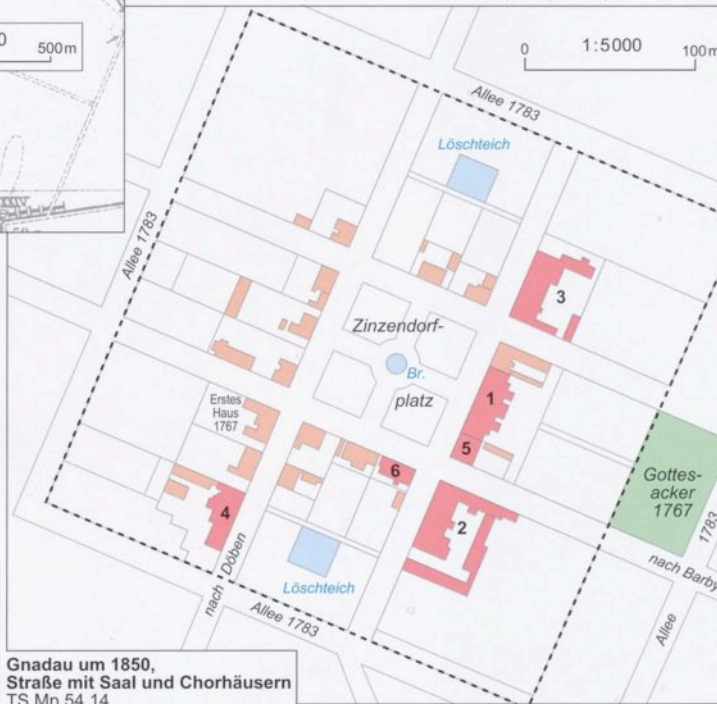 0
500m
0
1:5000
100m
Allee 1783
Löschteich
Allee 1783
3
Zinzendorf-
Br.
platz
1
5
Erstes
Haus
1767
6
4
2
Gottes-
acker
1767
nach Döben
Löschteich
Allee 1783
nach Barby
Allee
1783
Gnadau um 1850,
Straße mit Saal und Chorhäusern
TS Mp.54.14